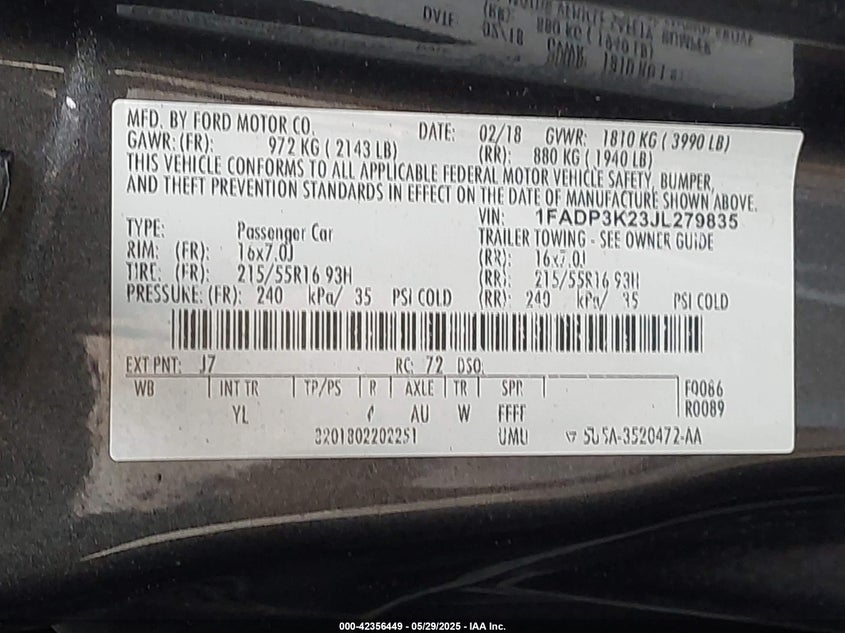 MFD. BY FORD MOTOR CO. DATE: 02/18 GVWR: 1810 KG ( 3990 LB)
GAWR: (FR): 972 KG ( 2143 LB) (RR): 880 KG ( 1940 LB)
THIS VEHICLE CONFORMS TO ALL APPLICABLE FEDERAL MOTOR VEHICLE SAFETY, BUMPER,
AND THEFT PREVENTION STANDARDS IN EFFECT ON THE DATE OF MANUFACTURE SHOWN ABOVE.
VIN: 1FADP3K23JL279835
TYPE: Passenger Car TRAILER TOWING - SEE OWNER GUIDE
RIM: (FR): 16x7.0J (RR): 16x7.0J
TIRE: (FR): 215/55R16 93H (RR): 215/55R16 93H
PRESSURE: (FR): 240 kPa/ 35 PSI COLD (RR): 240 kPa/ 35 PSI COLD
EXT PNT: J7 RC: 72 DSO:
WB INT TR TP/PS R AXLE TR SPR F0086
YL AU W FFFF R0089
UMU
000-42356449 - 05/29/2025 - IAA Inc.